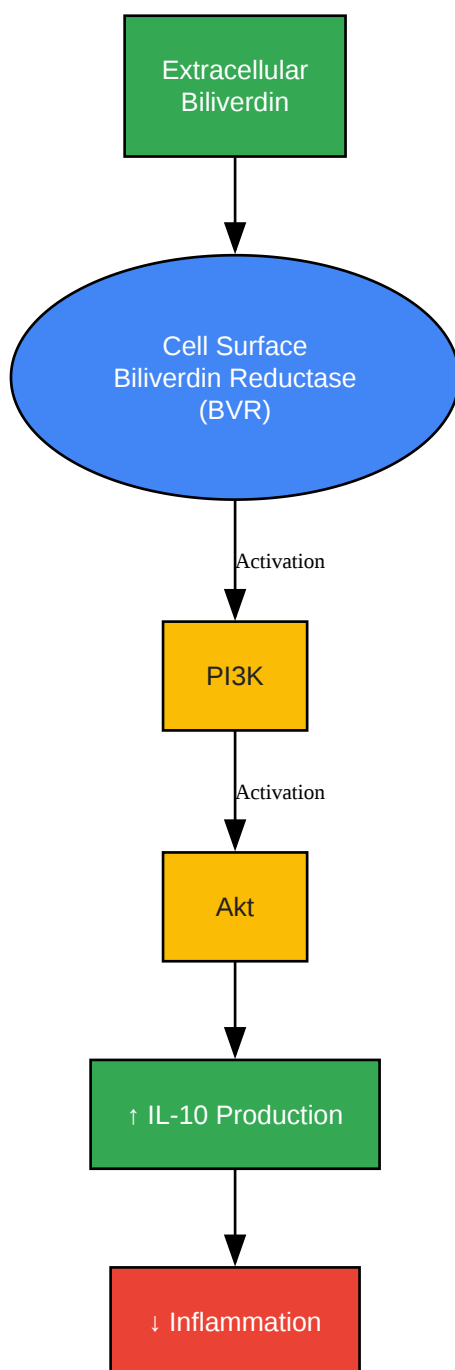 Extracellular
Biliverdin
Cell Surface
Biliverdin Reductase
(BVR)
Activation
PI3K
Activation
Akt
↑ IL-10 Production
↓ Inflammation